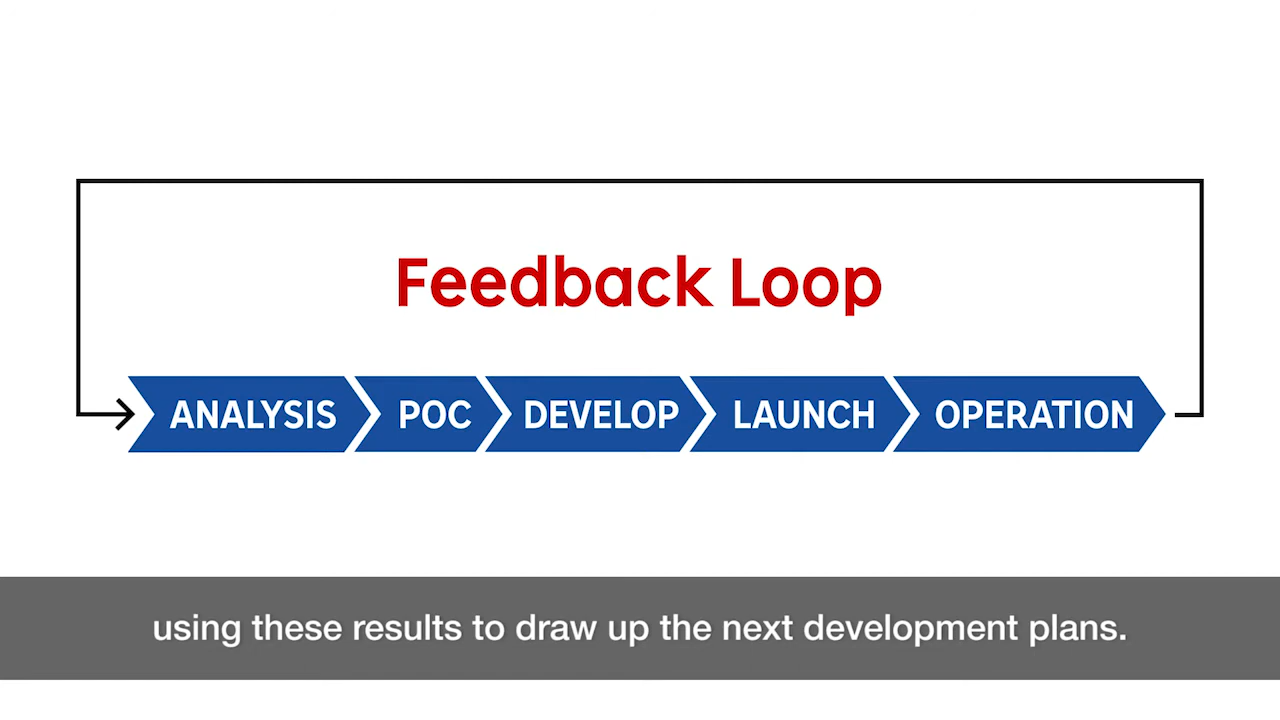 Feedback Loop
ANALYSIS POC DEVELOP LAUNCH OPERATION
using these results to draw up the next development plans.